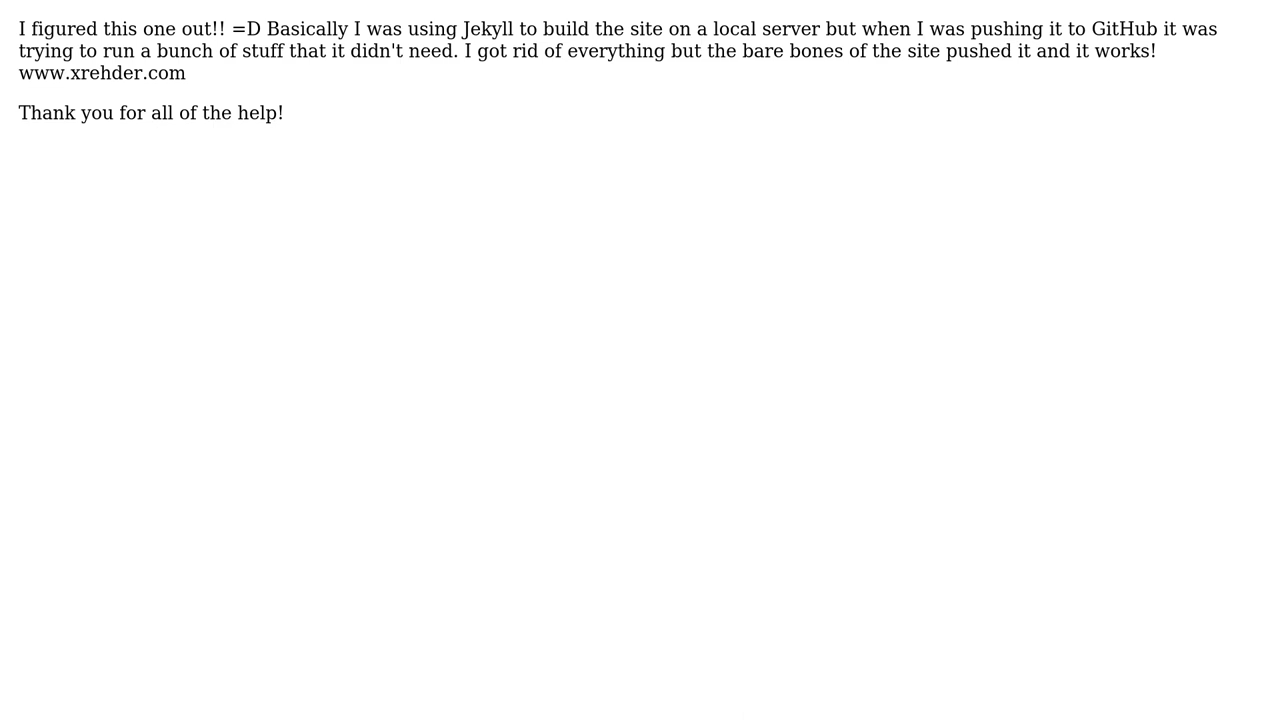 I figured this one out!! =D Basically I was using Jekyll to build the site on a local server but when I was pushing it to GitHub it was
trying to run a bunch of stuff that it didn't need. I got rid of everything but the bare bones of the site pushed it and it works!
www.xrehder.com
Thank you for all of the help!